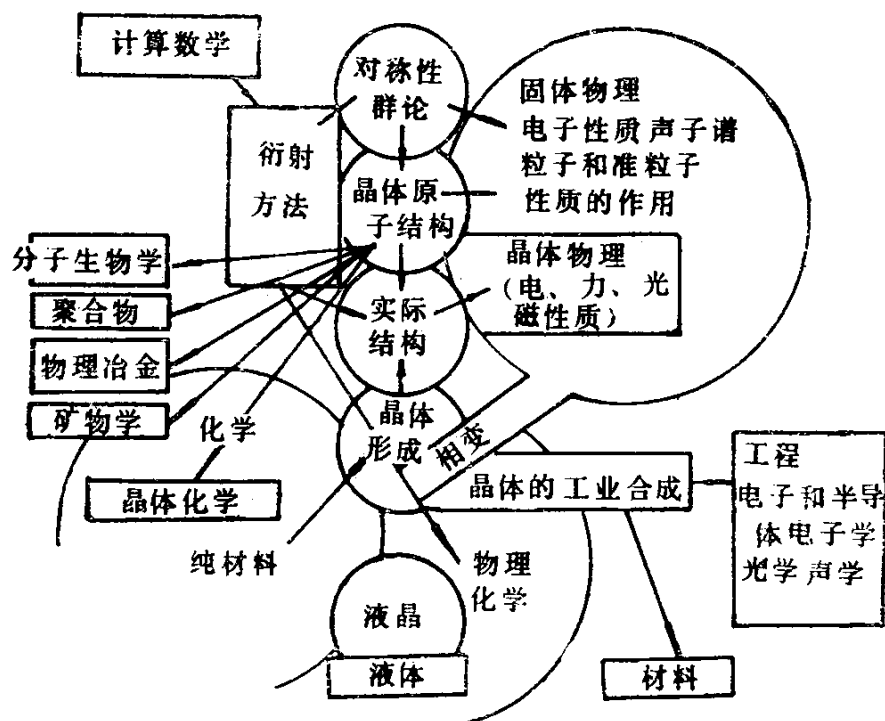 计算数学
对称性
群论
衍射
方法
晶体原
子结构
固体物理
电子性质声子谱
粒子和准粒子
性质的作用
分子生物学
聚合物
物理冶金
矿物学
实际
结构
晶体物理
(电、力、光
磁性质)
晶体
形成
相变
化学
晶体化学
晶体的工业合成
工程
电子和半导
体电子学
光学声学
纯材料
物理
化学
液晶
液体
材料